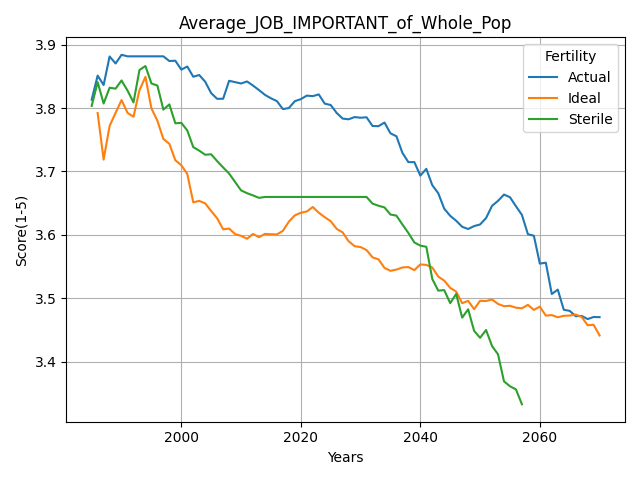 Average_JOB_IMPORTANT_of_Whole_Pop
Fertility
Actual
Ideal
Sterile
Score(1-5)
3.9
3.8
3.7
3.6
3.5
3.4
2000
2020
2040
2060
Years